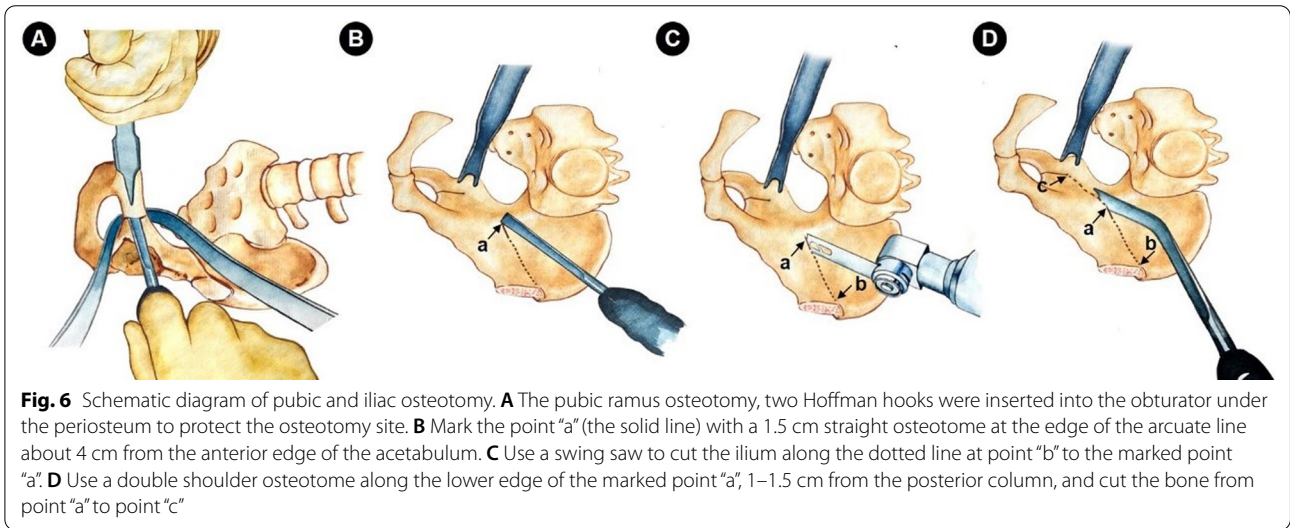 A
B
C
D
a
a
b
c
a
b
Fig. 6 Schematic diagram of pubic and iliac osteotomy. A The pubic ramus osteotomy, two Hoffman hooks were inserted into the obturator under
the periosteum to protect the osteotomy site. B Mark the point “a” (the solid line) with a 1.5 cm straight osteotome at the edge of the arcuate line
about 4 cm from the anterior edge of the acetabulum. C Use a swing saw to cut the ilium along the dotted line at point “b” to the marked point
“a”. D Use a double shoulder osteotome along the lower edge of the marked point “a”, 1–1.5 cm from the posterior column, and cut the bone from
point “a” to point “c”